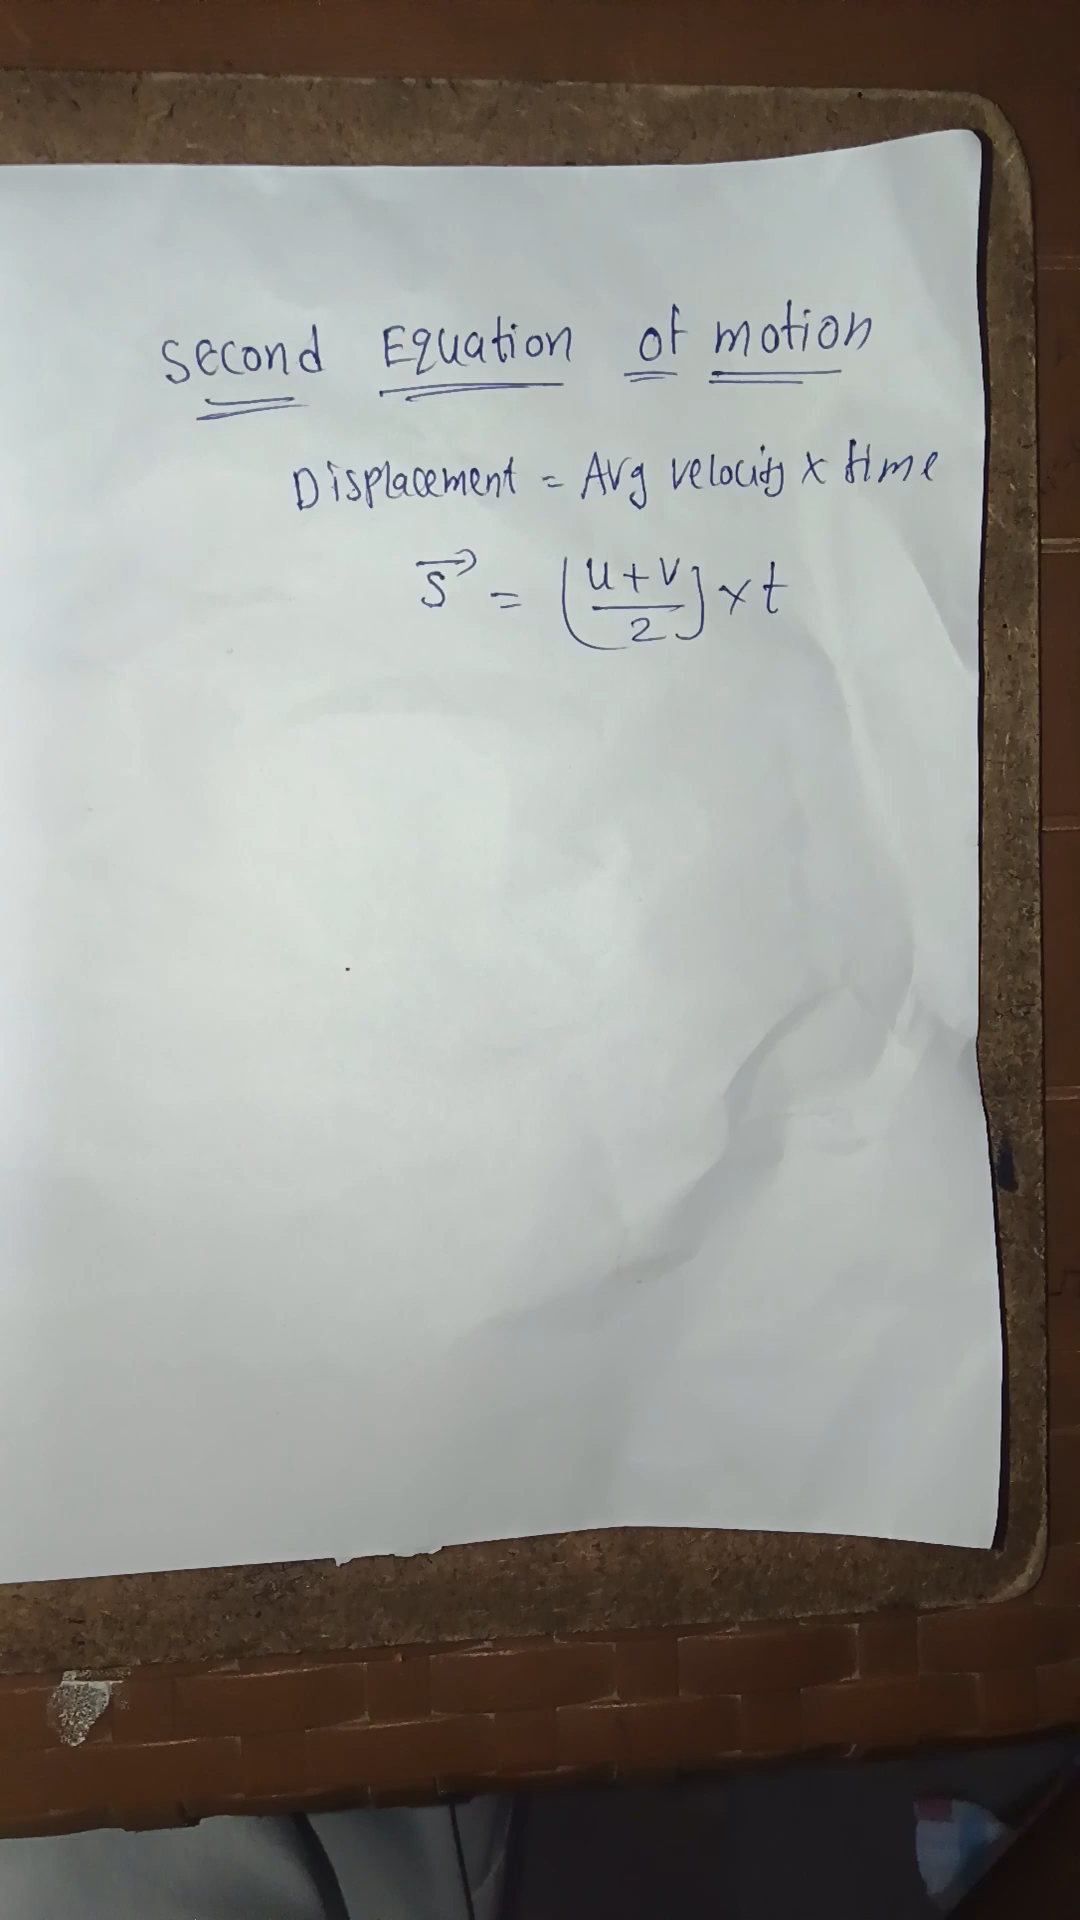 Second Equation of motion
Displacement = Avg velocity x time
s⃗ = (u+v/2) x t